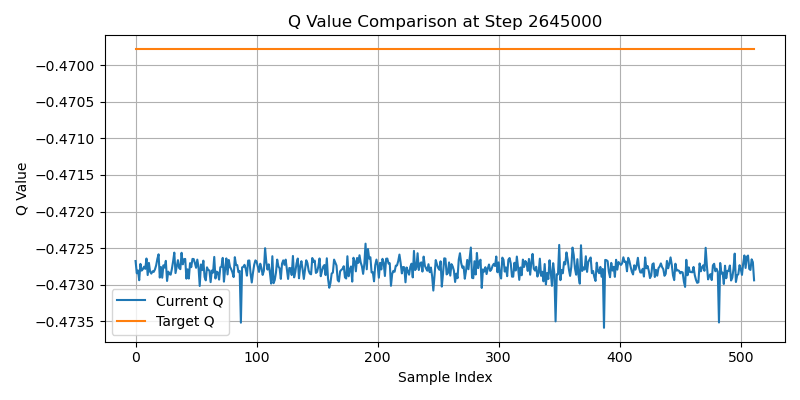 Q Value Comparison at Step 2645000
−0.4700
−0.4705
−0.4710
−0.4715
−0.4720
−0.4725
−0.4730
−0.4735
Q Value
Current Q
Target Q
0 100 200 300 400 500
Sample Index